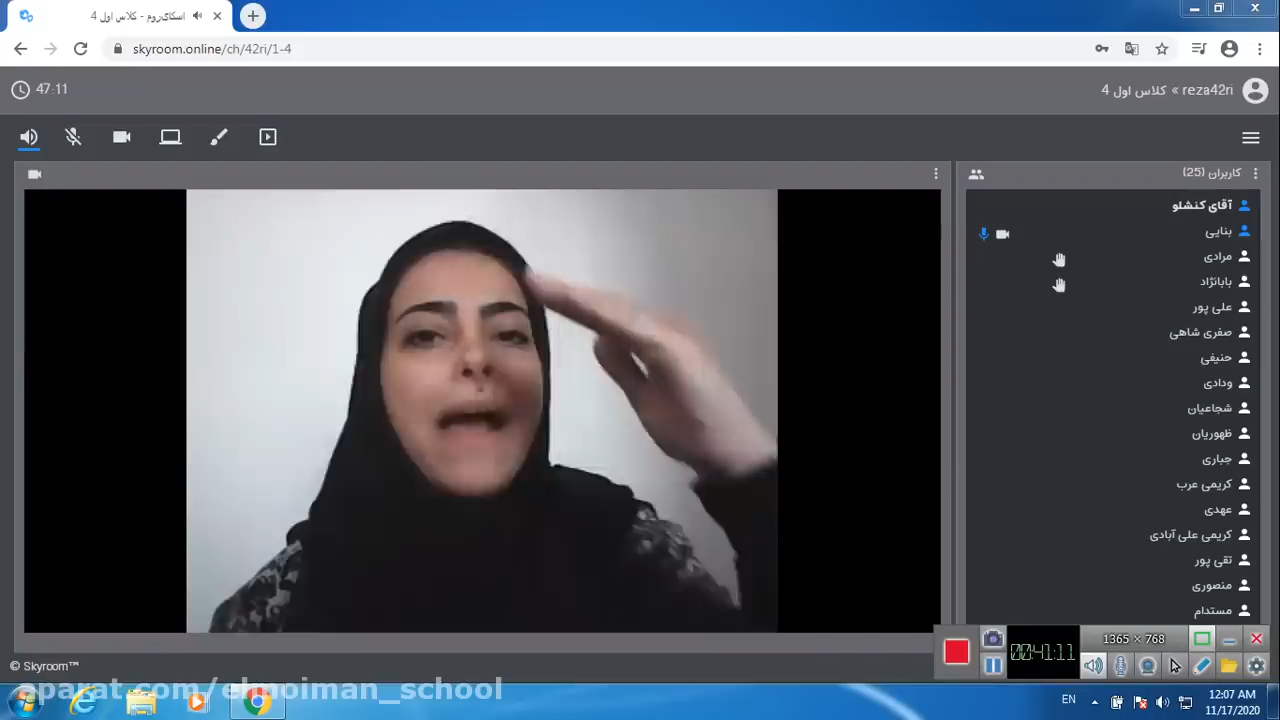 اسکای‌روم - کلاس اول 4
skyroom.online/ch/42ri/1-4
47:11
reza42ri » کلاس اول 4
کاربران (25)
آقای کنشلو
بنایی
مرادی
بابانژاد
علی پور
صفری شاهی
حنیفی
ودادی
شجاعیان
ظهوریان
جباری
کریمی عرب
عهدی
کریمی علی آبادی
تقی پور
منصوری
مستدام
1365 × 768
00:41:11
© Skyroom™
aparat.com/elmoiman_school
EN
12:07 AM
11/17/2020